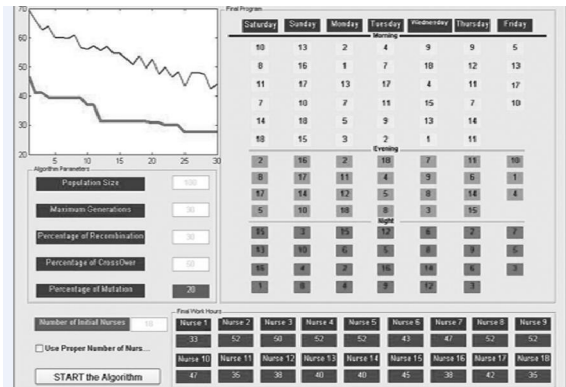 70
60
50
40
30
20
5 10 15 20 25 30
Algorithm Parameters
Population Size 100
Maximum Generations 30
Percentage of Recombination 30
Percentage of CrossOver 50
Percentage of Mutation 20
Number of Initial Nurses 18
Use Proper Number of Nurs...
START the Algorithm
Final Program
Saturday Sunday Monday Tuesday Wednesday Thursday Friday
Morning
10 13 2 4 9 9 5
8 16 1 7 18 12 13
11 17 13 17 4 11 17
7 10 7 11 15 7 18
14 18 5 9 13 14
18 15 3 2 1 11
Evening
2 16 2 18 7 11 10
8 17 11 4 9 6 1
17 14 12 5 8 14 4
5 10 18 8 3 15
Night
15 3 15 12 6 2 7
13 10 6 5 8 9 5
16 4 2 16 14 6 3
1 8 4 9 12 3
Final Work Hours
Nurse 1 Nurse 2 Nurse 3 Nurse 4 Nurse 5 Nurse 6 Nurse 7 Nurse 8 Nurse 9
33 52 50 52 52 43 47 52 52
Nurse 10 Nurse 11 Nurse 12 Nurse 13 Nurse 14 Nurse 15 Nurse 16 Nurse 17 Nurse 18
47 35 38 40 40 45 38 42 35